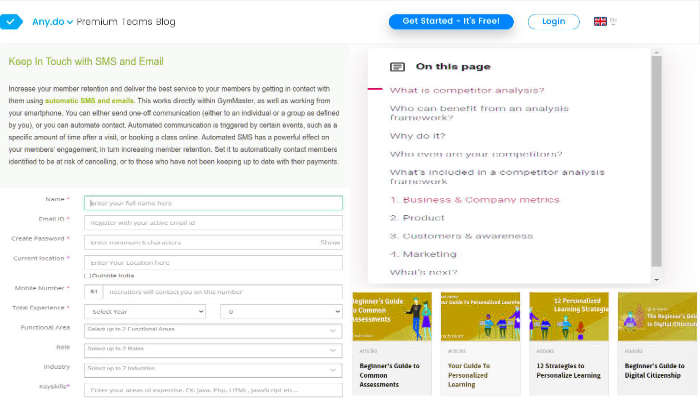 Any.do
Premium Teams Blog
Get Started - It's Free!
Login
EN
Keep In Touch with SMS and Email
Increase your member retention and deliver the best service to your members by getting in contact with
them using automatic SMS and emails. This works directly within GymMaster, as well as working from
your smartphone. You can either send one-off communication (either to an individual or a group as defined
by you), or you can automate contact. Automated communication is triggered by certain events, such as a
specific amount of time after a visit, or booking a class online. Automated SMS has a powerful effect on
your members' engagement, in turn increasing member retention. Set it to automatically contact members
identified to be at risk of cancelling, or to those who have not been keeping up to date with their payments.
Name *
Enter your full name here
Email ID *
Register with your active email id
Create Password *
Enter minimum 6 characters
Show
Current location *
Enter Your Location here
Outside India
Mobile Number *
91
Recruiters will contact you on this number
Total Experience *
Select Year
0
Functional Area
Select up to 2 Functional Areas
Role
Select up to 2 Roles
Industry
Select up to 2 Industries
Keyskills*
Enter your areas of expertise. EX: Java, Php, HTML, JavaScript etc...
On this page
What is competitor analysis?
Who can benefit from an analysis
framework?
Why do it?
Who even are your competitors?
What's included in a competitor analysis
framework
1. Business & Company metrics
2. Product
3. Customers & awareness
4. Marketing
What's next?
Beginner's Guide
to Common
Assessments
Articles
Beginner's Guide to
Common
Assessments
Your Guide To Personalized
Learning
Articles
Your Guide To
Personalized
Learning
12 Personalized
Learning Strategies
eBooks
12 Strategies to
Personalize Learning
The Beginner's Guide
to Digital Citizenship
eBooks
Beginner's Guide to
Digital Citizenship